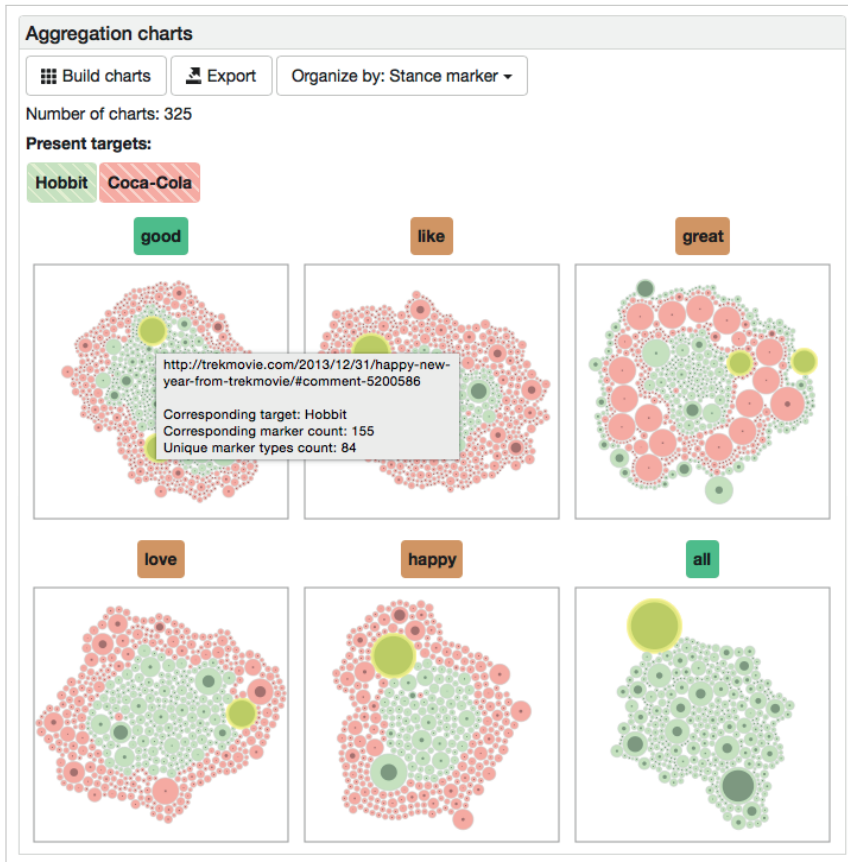 Aggregation charts
Build charts
Export
Organize by: Stance marker
Number of charts: 325
Present targets:
Hobbit
Coca-Cola
good
like
great
http://trekmovie.com/2013/12/31/happy-new-
year-from-trekmovie/#comment-5200586
Corresponding target: Hobbit
Corresponding marker count: 155
Unique marker types count: 84
love
happy
all